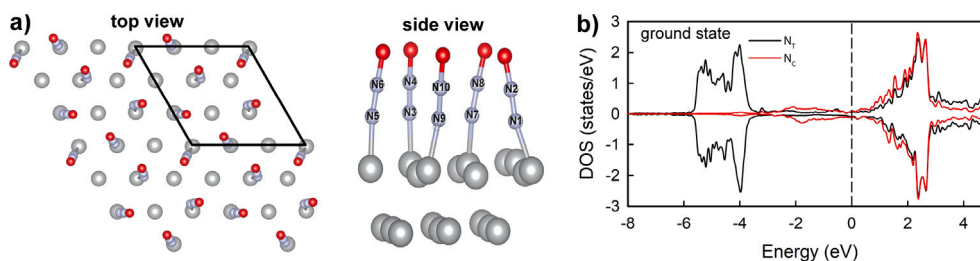 a)
top view
side view
N6
N4
N10
N8
N2
N5
N3
N9
N7
N1
b)
ground state
N_T
N_C
DOS (states/eV)
3
2
1
0
-1
-2
-3
-8
-6
-4
-2
0
2
4
Energy (eV)